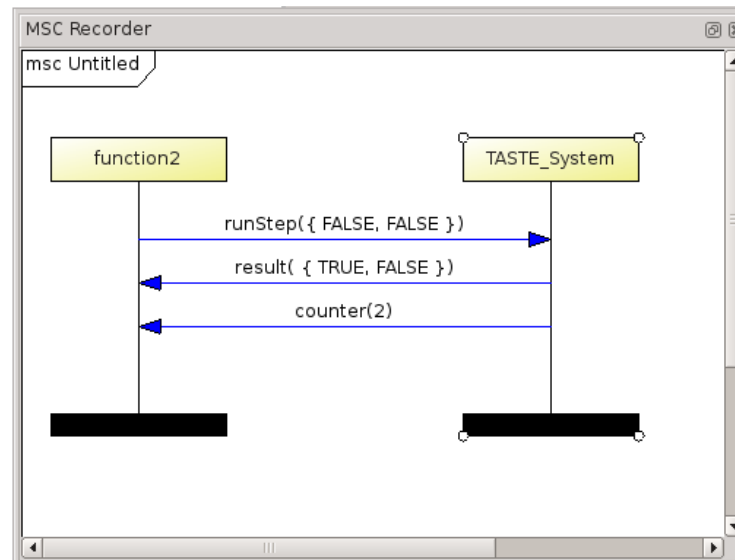 MSC Recorder
msc Untitled
function2
TASTE_System
runStep({ FALSE, FALSE })
result( { TRUE, FALSE })
counter(2)